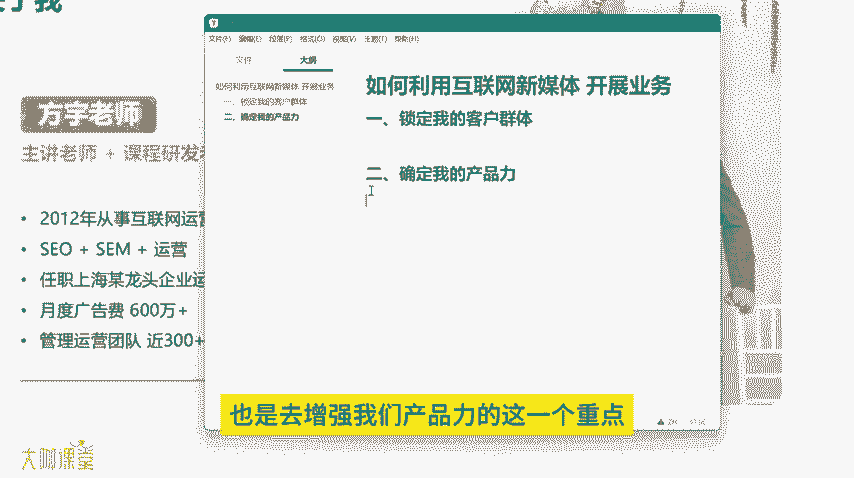 于我
方宇老师
主讲老师 + 课程研发
• 2012年从事互联网运营
• SEO + SEM + 运营
• 任职上海某龙头企业运
• 月度广告费 600万+
• 管理运营团队 近300+
文件(F) 编辑(E) 段落(P) 格式(O) 视图(V) 主题(T) 帮助(H)
文件 大纲
如何利用互联网新媒体 开展业务
一、锁定我的客户群体
二、确定我的产品力
如何利用互联网新媒体 开展业务
一、锁定我的客户群体
二、确定我的产品力
也是去增强我们产品力的这一个重点
大咖课堂